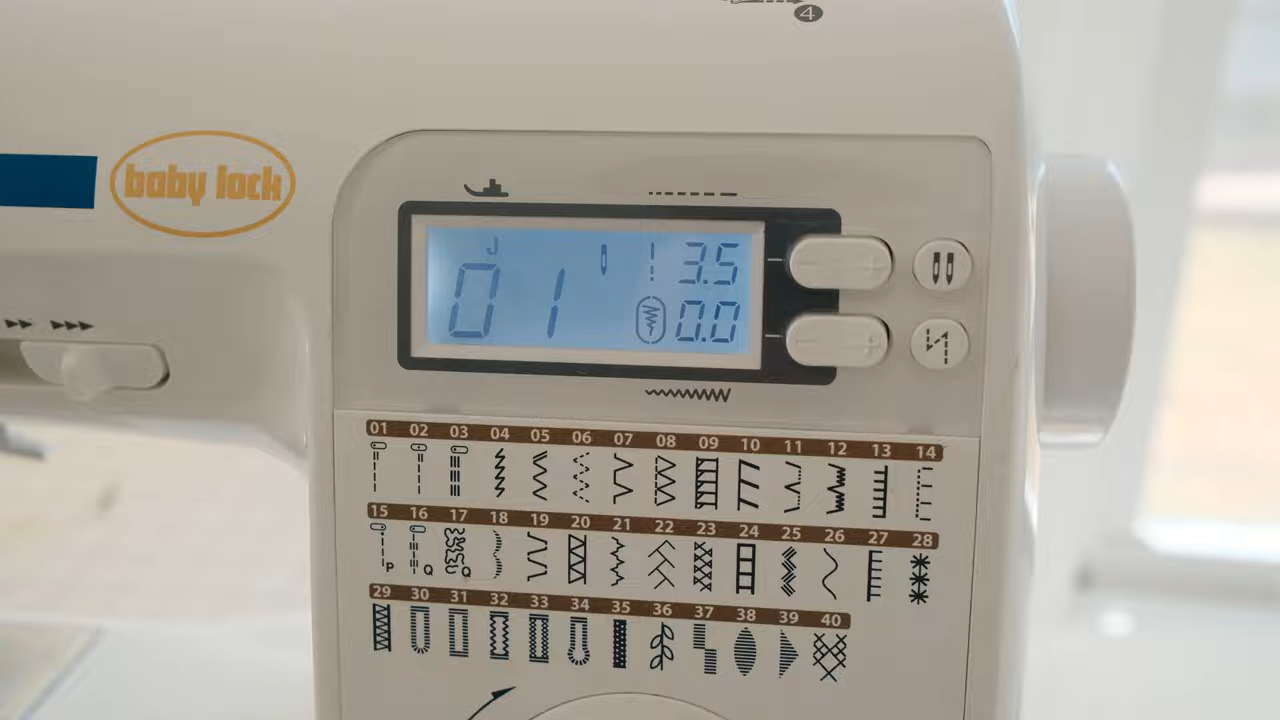 4
baby lock
J
01
3.5
0.0
01 02 03 04 05 06 07 08 09 10 11 12 13 14
15 16 17 18 19 20 21 22 23 24 25 26 27 28
P Q Q
29 30 31 32 33 34 35 36 37 38 39 40